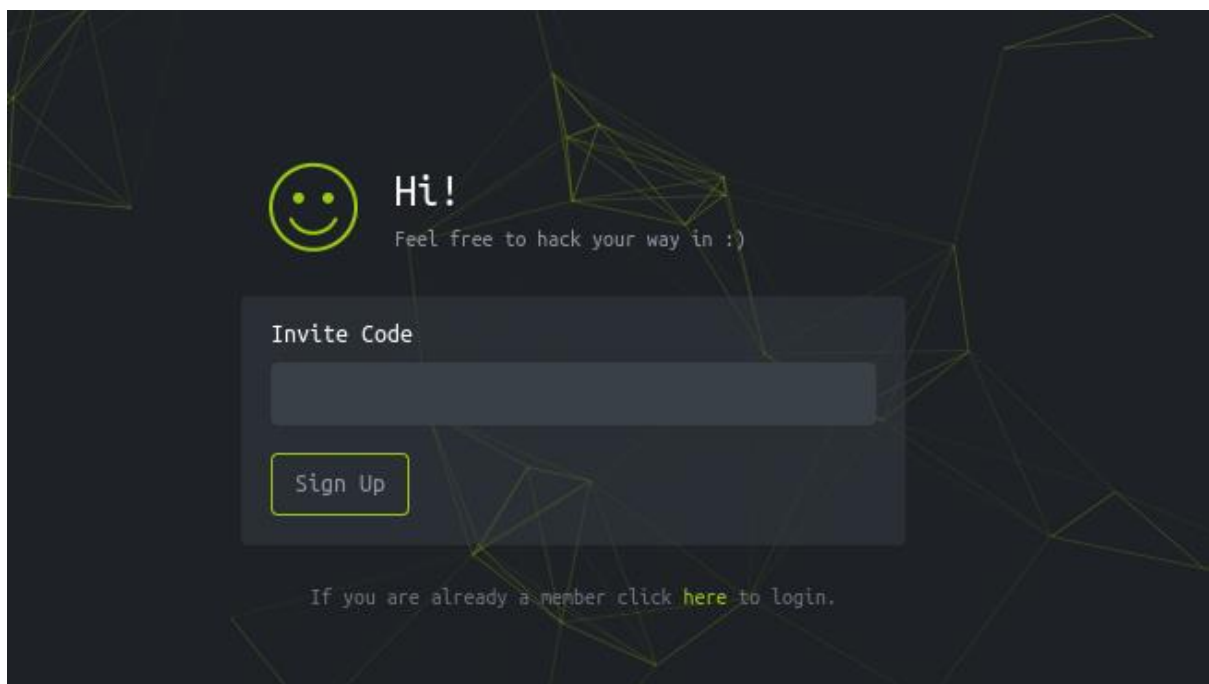 Hi!
Feel free to hack your way in :)
Invite Code
Sign Up
If you are already a member click here to login.